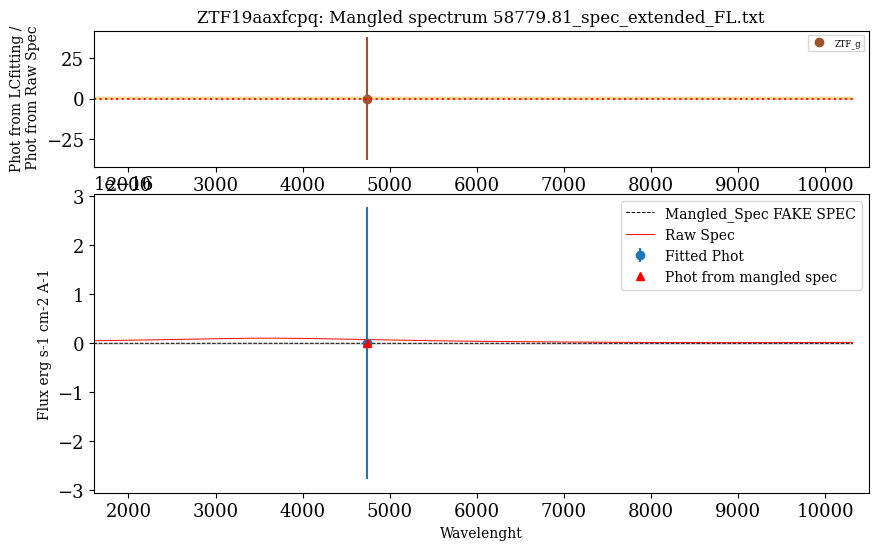 ZTF19aaxfcpq: Mangled spectrum 58779.81_spec_extended_FL.txt
Phot from LCfitting /
Phot from Raw Spec
25
0
−25
ZTF_g
2000 3000 4000 5000 6000 7000 8000 9000 10000
1e−16
3
2
1
0
−1
−2
−3
Flux erg s-1 cm-2 A-1
Mangled_Spec FAKE SPEC
Raw Spec
Fitted Phot
Phot from mangled spec
2000 3000 4000 5000 6000 7000 8000 9000 10000
Wavelenght